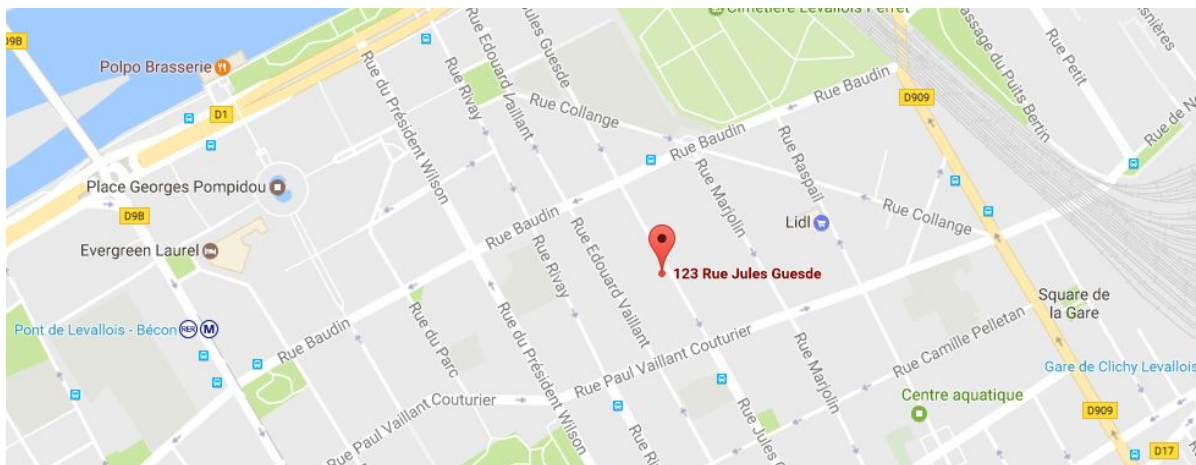 Cimetière Levallois Perret
D9B
Polpo Brasserie
D1
Rue du Président Wilson
Rue Rivay
Rue Edouard Vaillant
Jules Guesde
Rue Collange
Rue Baudin
D909
Passage du Puits Bertin
Rue Petit
Rue de N
Rue Baudin
Place Georges Pompidou
D9B
Rue Marjolin
Rue Raspail
Lidl
Rue Collange
Evergreen Laurel
Rue Baudin
Rue Rivay
Rue Edouard Vaillant
123 Rue Jules Guesde
Square de
la Gare
Pont de Levallois - Bécon
RER
M
Rue Baudin
Rue du Parc
Rue du Président Wilson
Rue Paul Vaillant Couturier
Rue Marjolin
Rue Camille Pelletan
Gare de Clichy Levallois
Centre aquatique
Rue Paul Vaillant Couturier
Rue Jules G
D909
D17